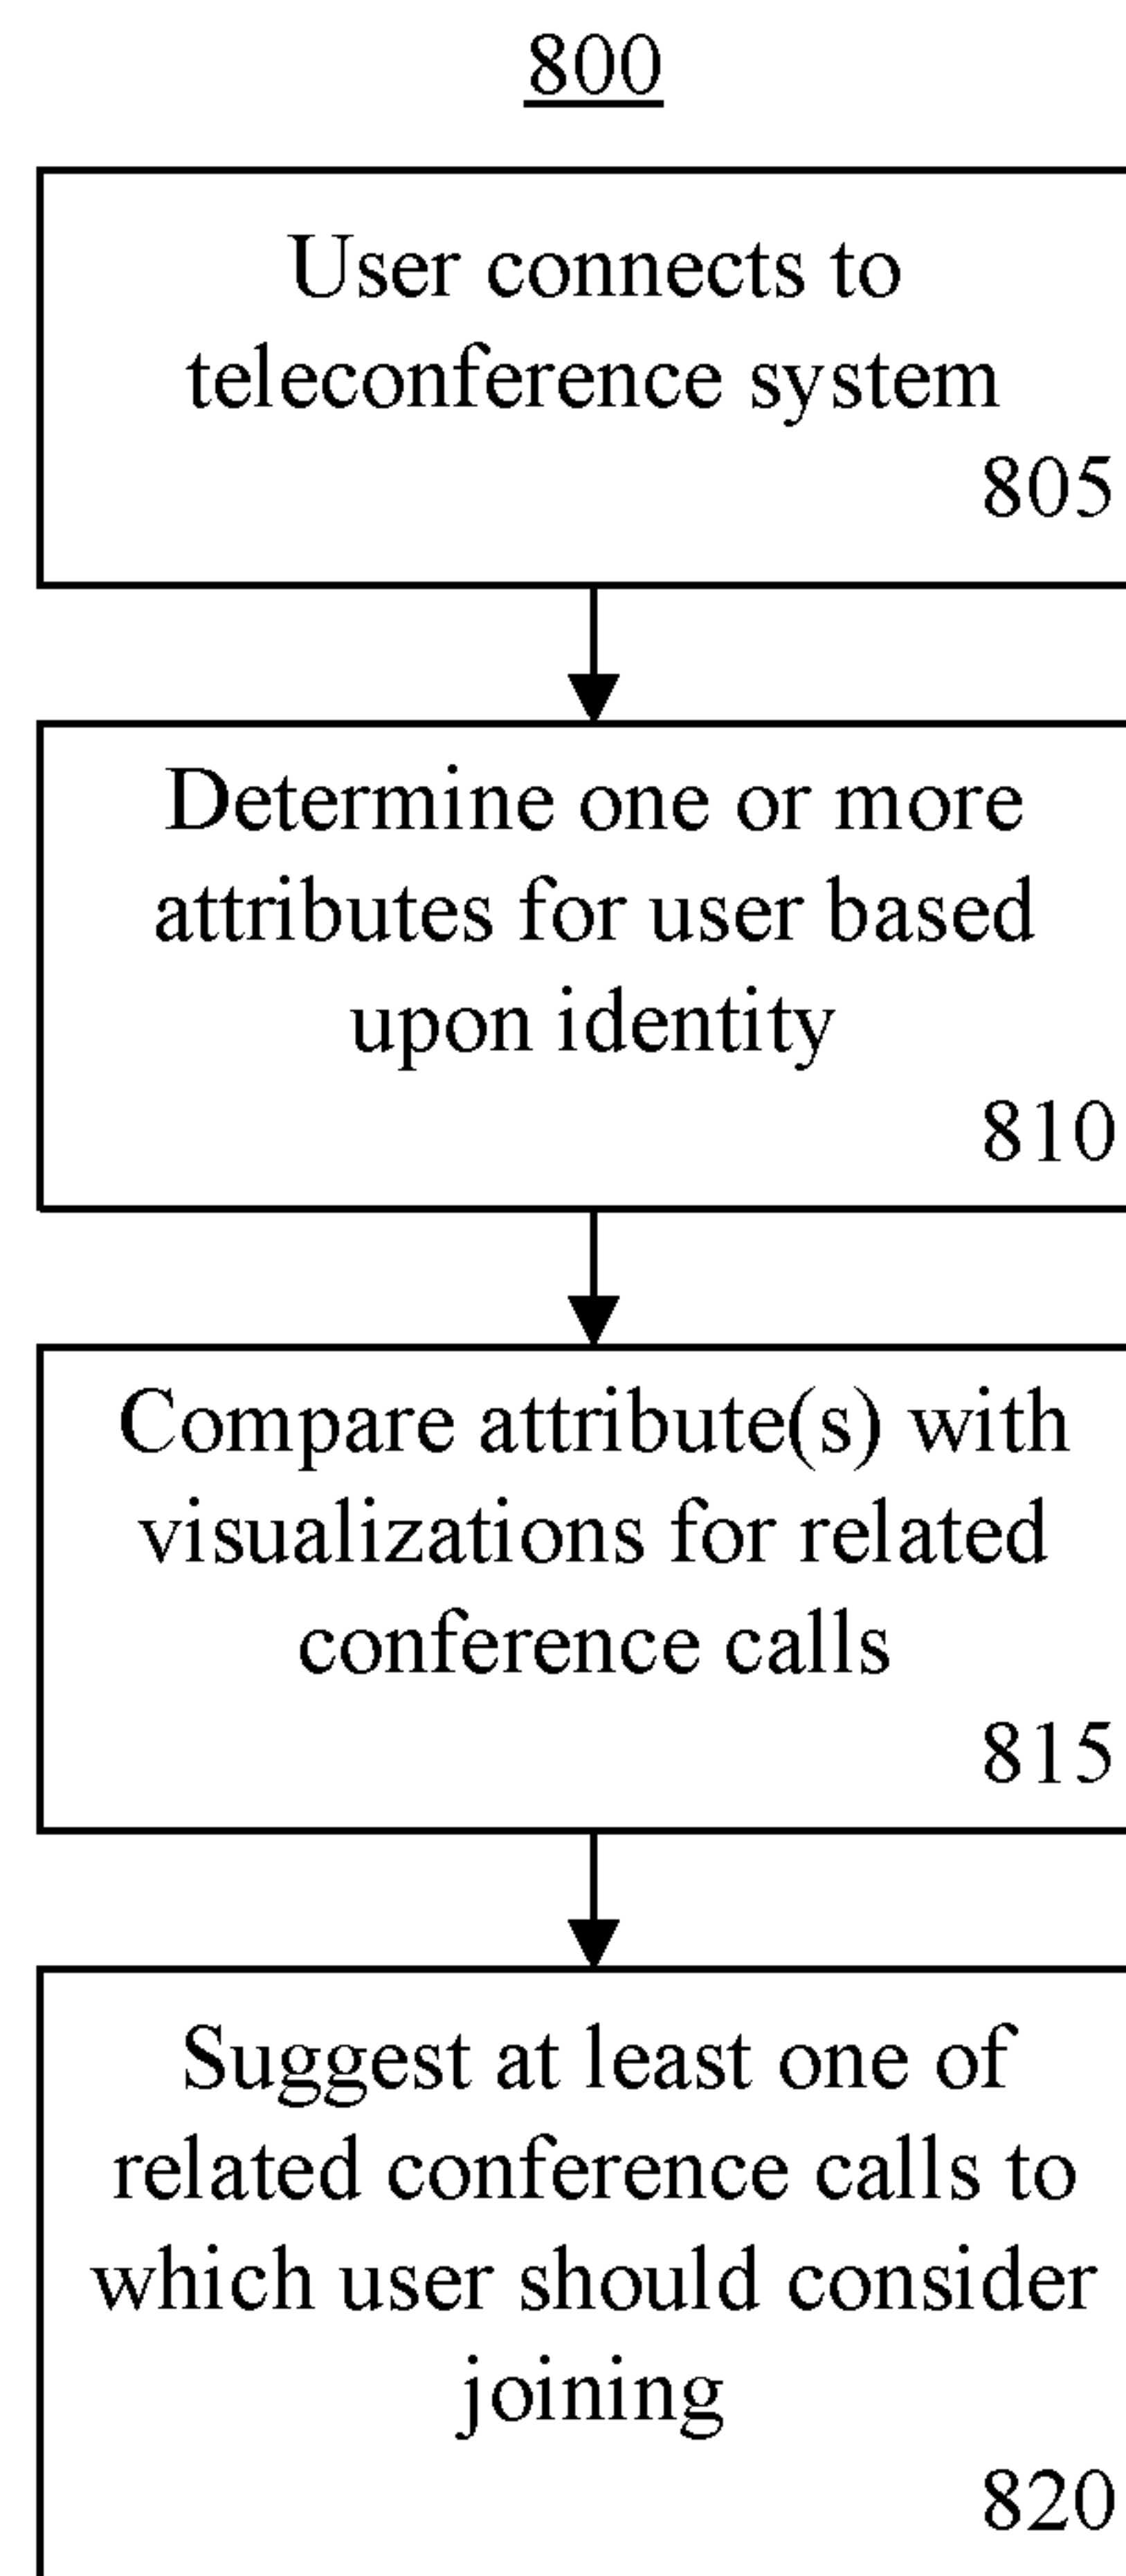 800
User connects to
teleconference system
805
Determine one or more
attributes for user based
upon identity
810
Compare attribute(s) with
visualizations for related
conference calls
815
Suggest at least one of
related conference calls to
which user should consider
joining
820